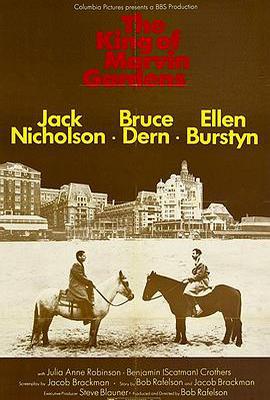 Columbia Pictures presents a BBS Production
The
King of
Marvin
Gardens
Jack Bruce Ellen
Nicholson · Dern · Burstyn
with Julia Anne Robinson · Benjamin (Scatman) Crothers
Screenplay by Jacob Brackman · Story by Bob Rafelson and Jacob Brackman
Executive Producer Steve Blauner · Produced and Directed by Bob Rafelson